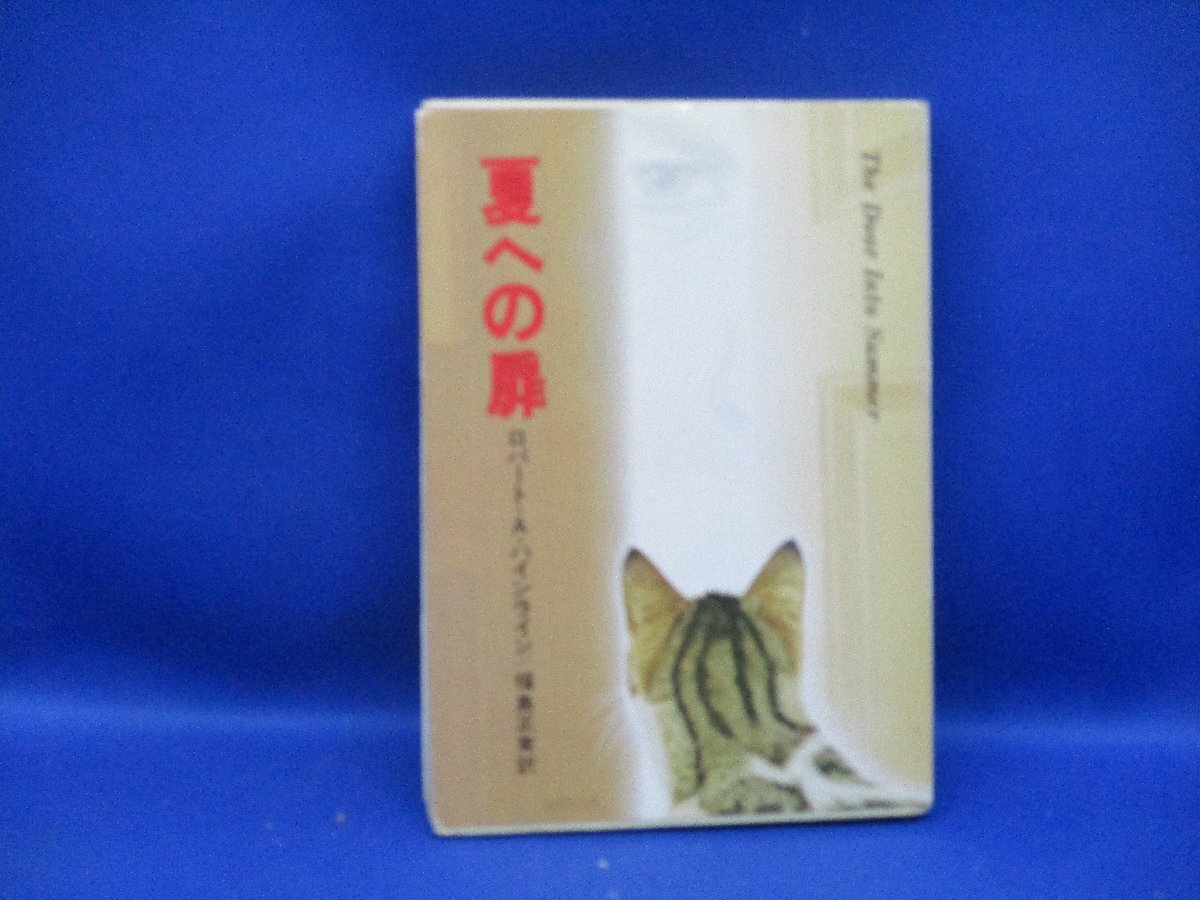 夏への扉
ロバート・A・ハインライン 福島正実訳
The Door Into Summer